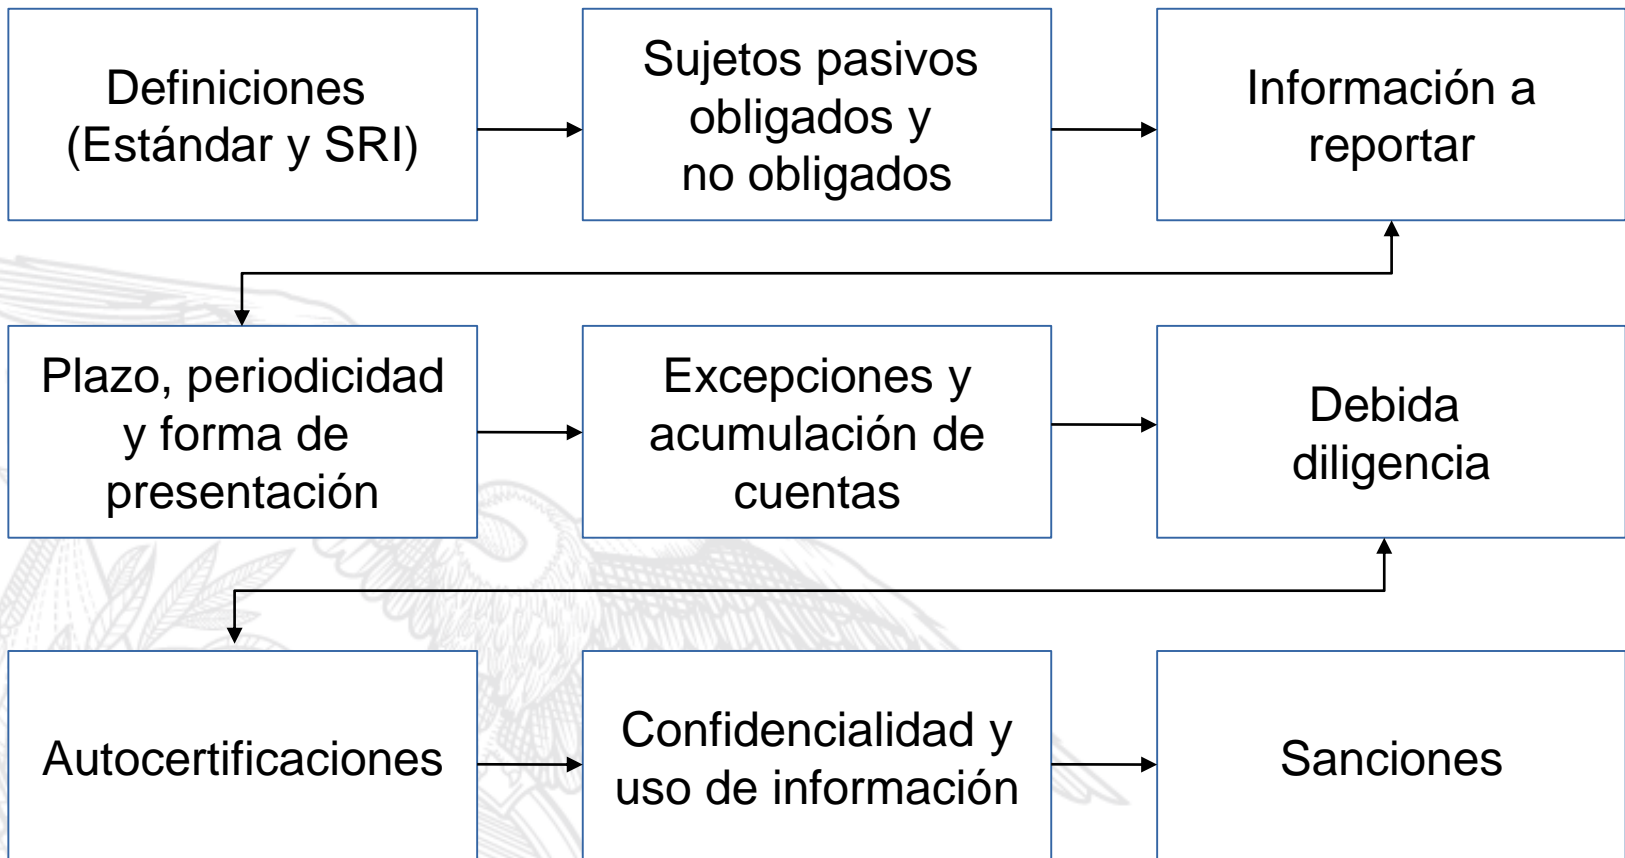 Definiciones
(Estándar y SRI)
Sujetos pasivos
obligados y
no obligados
Información a
reportar
Plazo, periodicidad
y forma de
presentación
Excepciones y
acumulación de
cuentas
Debida
diligencia
Autocertificaciones
Confidencialidad y
uso de información
Sanciones